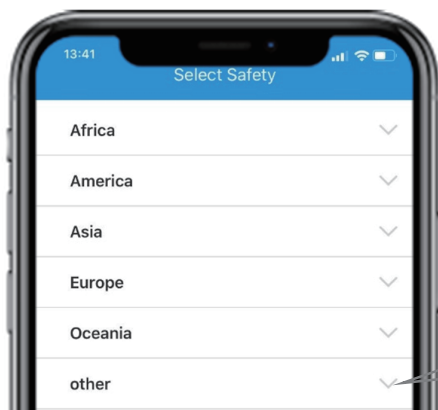 13:41
Select Safety
Africa
America
Asia
Europe
Oceania
other